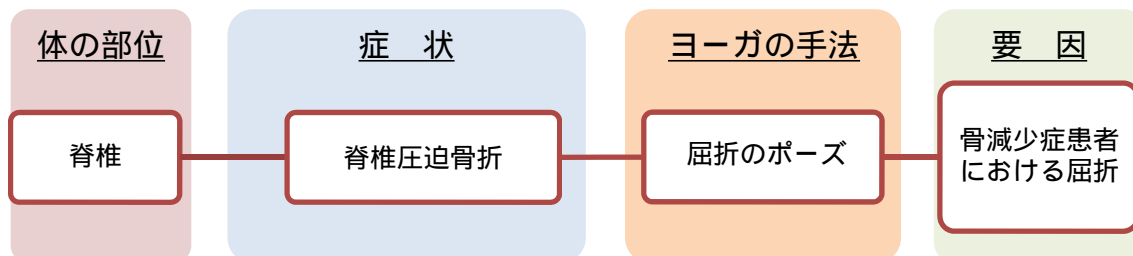 体の部位
症　状
ヨーガの手法
要　因
脊椎
脊椎圧迫骨折
屈折のポーズ
骨減少症患者
における屈折